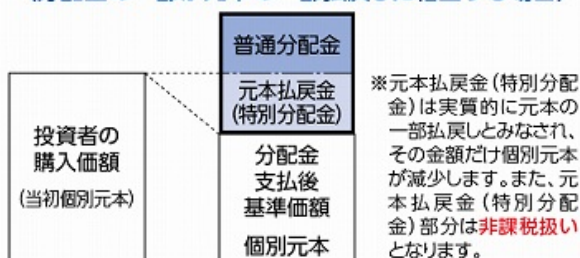 普通分配金
元本払戻金
(特別分配金)
投資者の
購入価額
(当初個別元本)
分配金
支払後
基準価額
個別元本
※元本払戻金(特別分配
金)は実質的に元本の
一部払戻しとみなされ、
その金額だけ個別元本
が減少します。また、元
本払戻金(特別分配
金)部分は非課税扱い
となります。